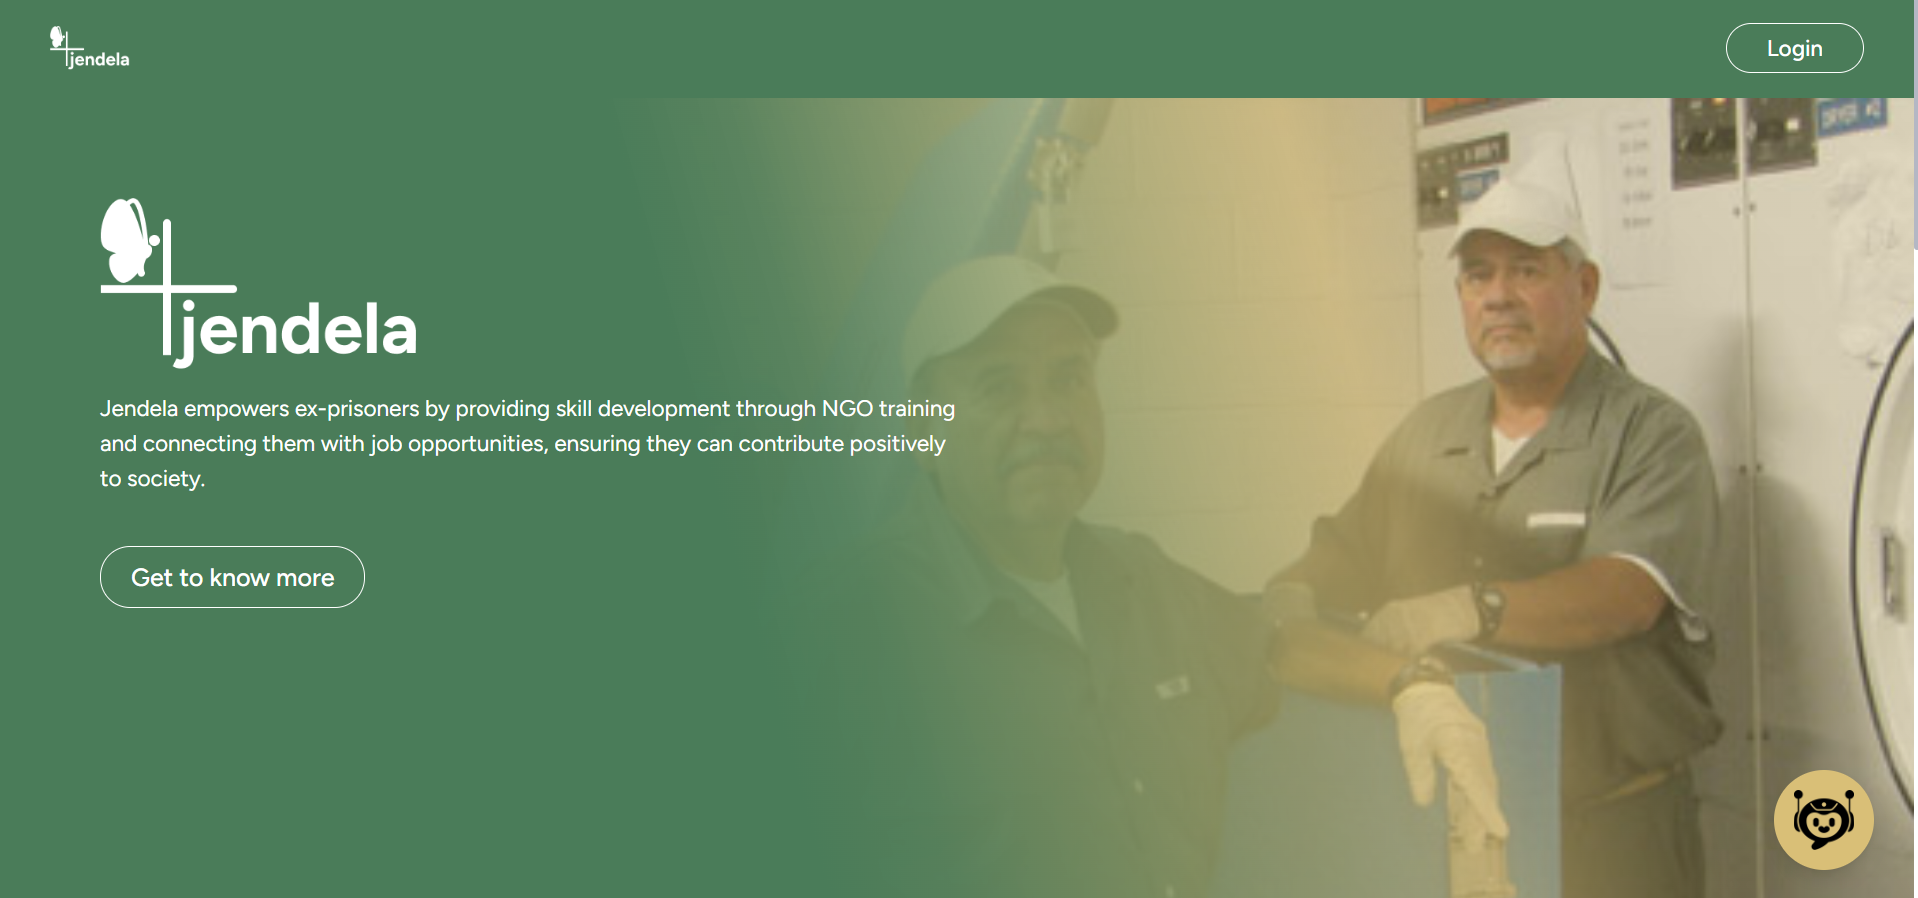 jendela
Login
DRYER #2
jendela
Jendela empowers ex-prisoners by providing skill development through NGO training
and connecting them with job opportunities, ensuring they can contribute positively
to society.
Get to know more